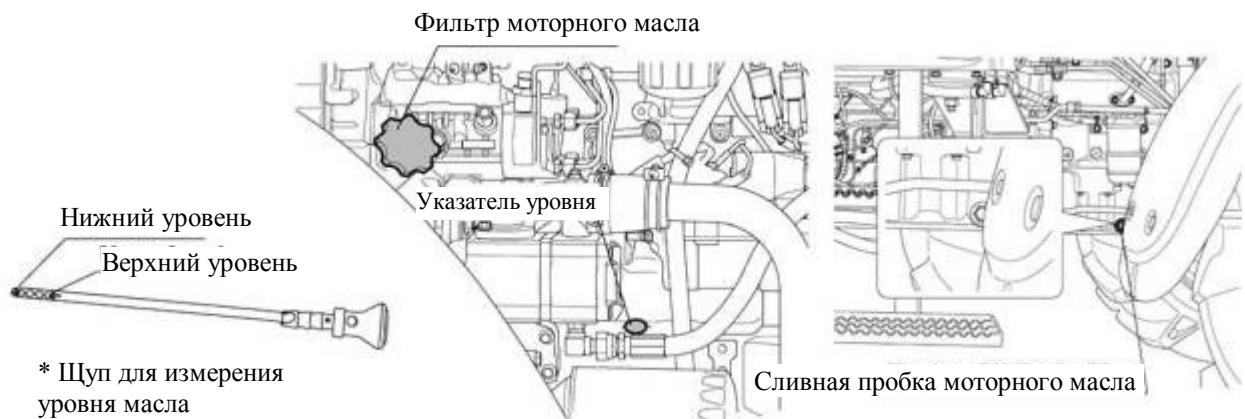 Фильтр моторного масла
Указатель уровня
Нижний уровень
Верхний уровень
* Щуп для измерения
уровня масла
Сливная пробка моторного масла